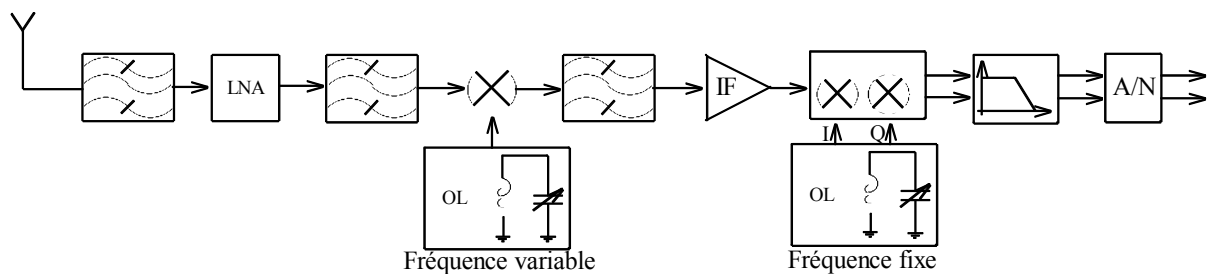 LNA
IF
A/N
I Q
OL
OL
Fréquence variable
Fréquence fixe